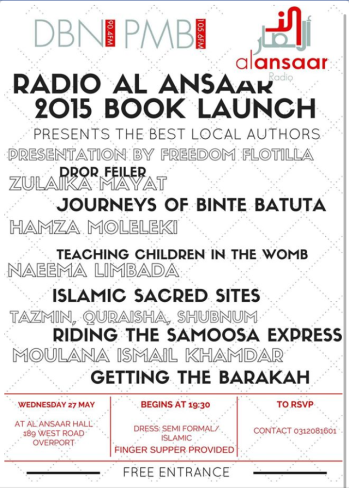 DBN 90.4FM PMB 105.6FM
النصار
alansaar
Radio
RADIO AL ANSAAR
2015 BOOK LAUNCH
PRESENTS THE BEST LOCAL AUTHORS
PRESENTATION BY FREEDOM FLOTILLA
DROR FEILER
ZULAIKA MAYAT
JOURNEYS OF BINTE BATUTA
HAMZA MOLELEKI
TEACHING CHILDREN IN THE WOMB
NAEEMA LIMBADA
ISLAMIC SACRED SITES
TAZMIN, QURAISHA, SHUBNUM
RIDING THE SAMOOSA EXPRESS
MOULANA ISMAIL KHAMDAR
GETTING THE BARAKAH
WEDNESDAY 27 MAY
AT AL ANSAAR HALL
189 WEST ROAD
OVERPORT
BEGINS AT 19:30
DRESS: SEMI FORMAL/
ISLAMIC
FINGER SUPPER PROVIDED
TO RSVP
CONTACT 0312081601
FREE ENTRANCE